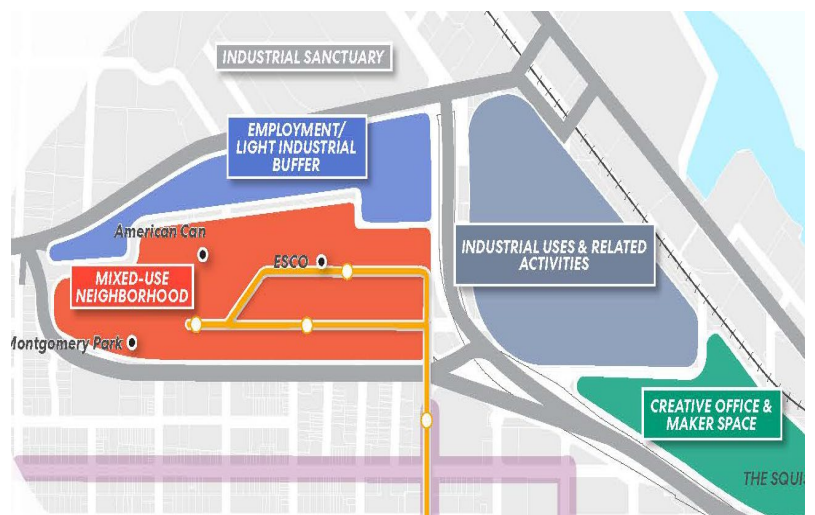 INDUSTRIAL SANCTUARY
EMPLOYMENT/
LIGHT INDUSTRIAL
BUFFER
American Can
ESCO
INDUSTRIAL USES & RELATED
ACTIVITIES
MIXED-USE
NEIGHBORHOOD
Montgomery Park
CREATIVE OFFICE &
MAKER SPACE
THE SQUIS